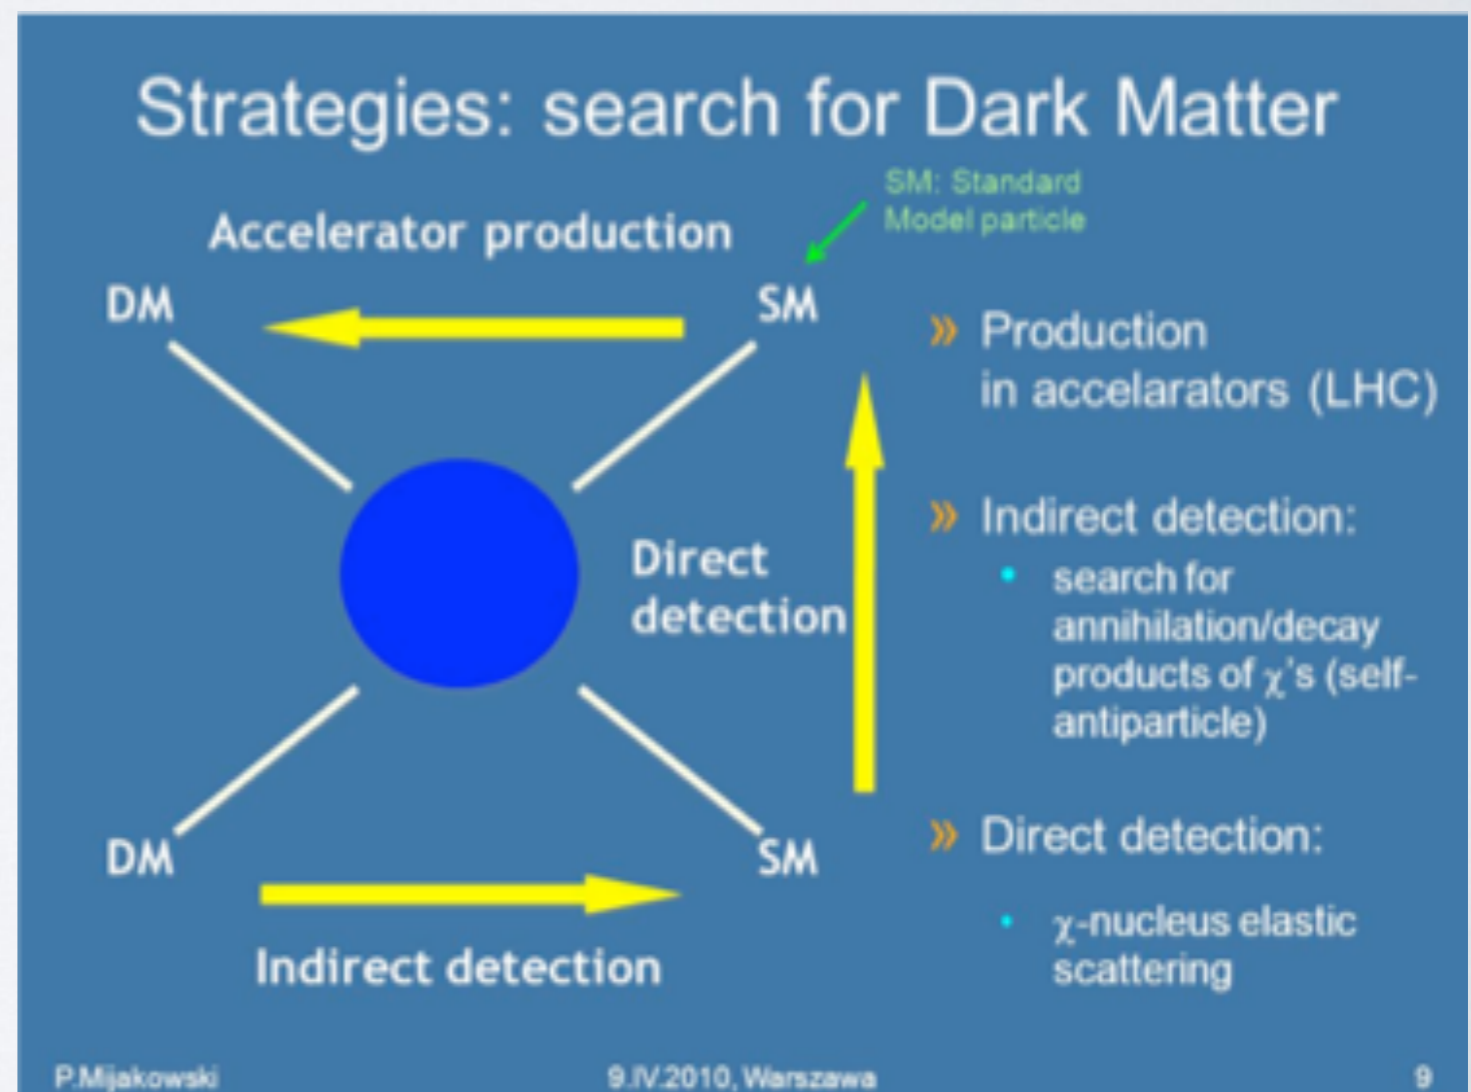 Strategies: search for Dark Matter
SM: Standard
Model particle
Accelerator production
DM
SM
Direct
detection
DM
SM
Indirect detection
» Production
in accelarators (LHC)
» Indirect detection:
• search for
annihilation/decay
products of χ's (self-
antiparticle)
» Direct detection:
• χ-nucleus elastic
scattering
P.Mijakowski
9.IV.2010, Warszawa
9